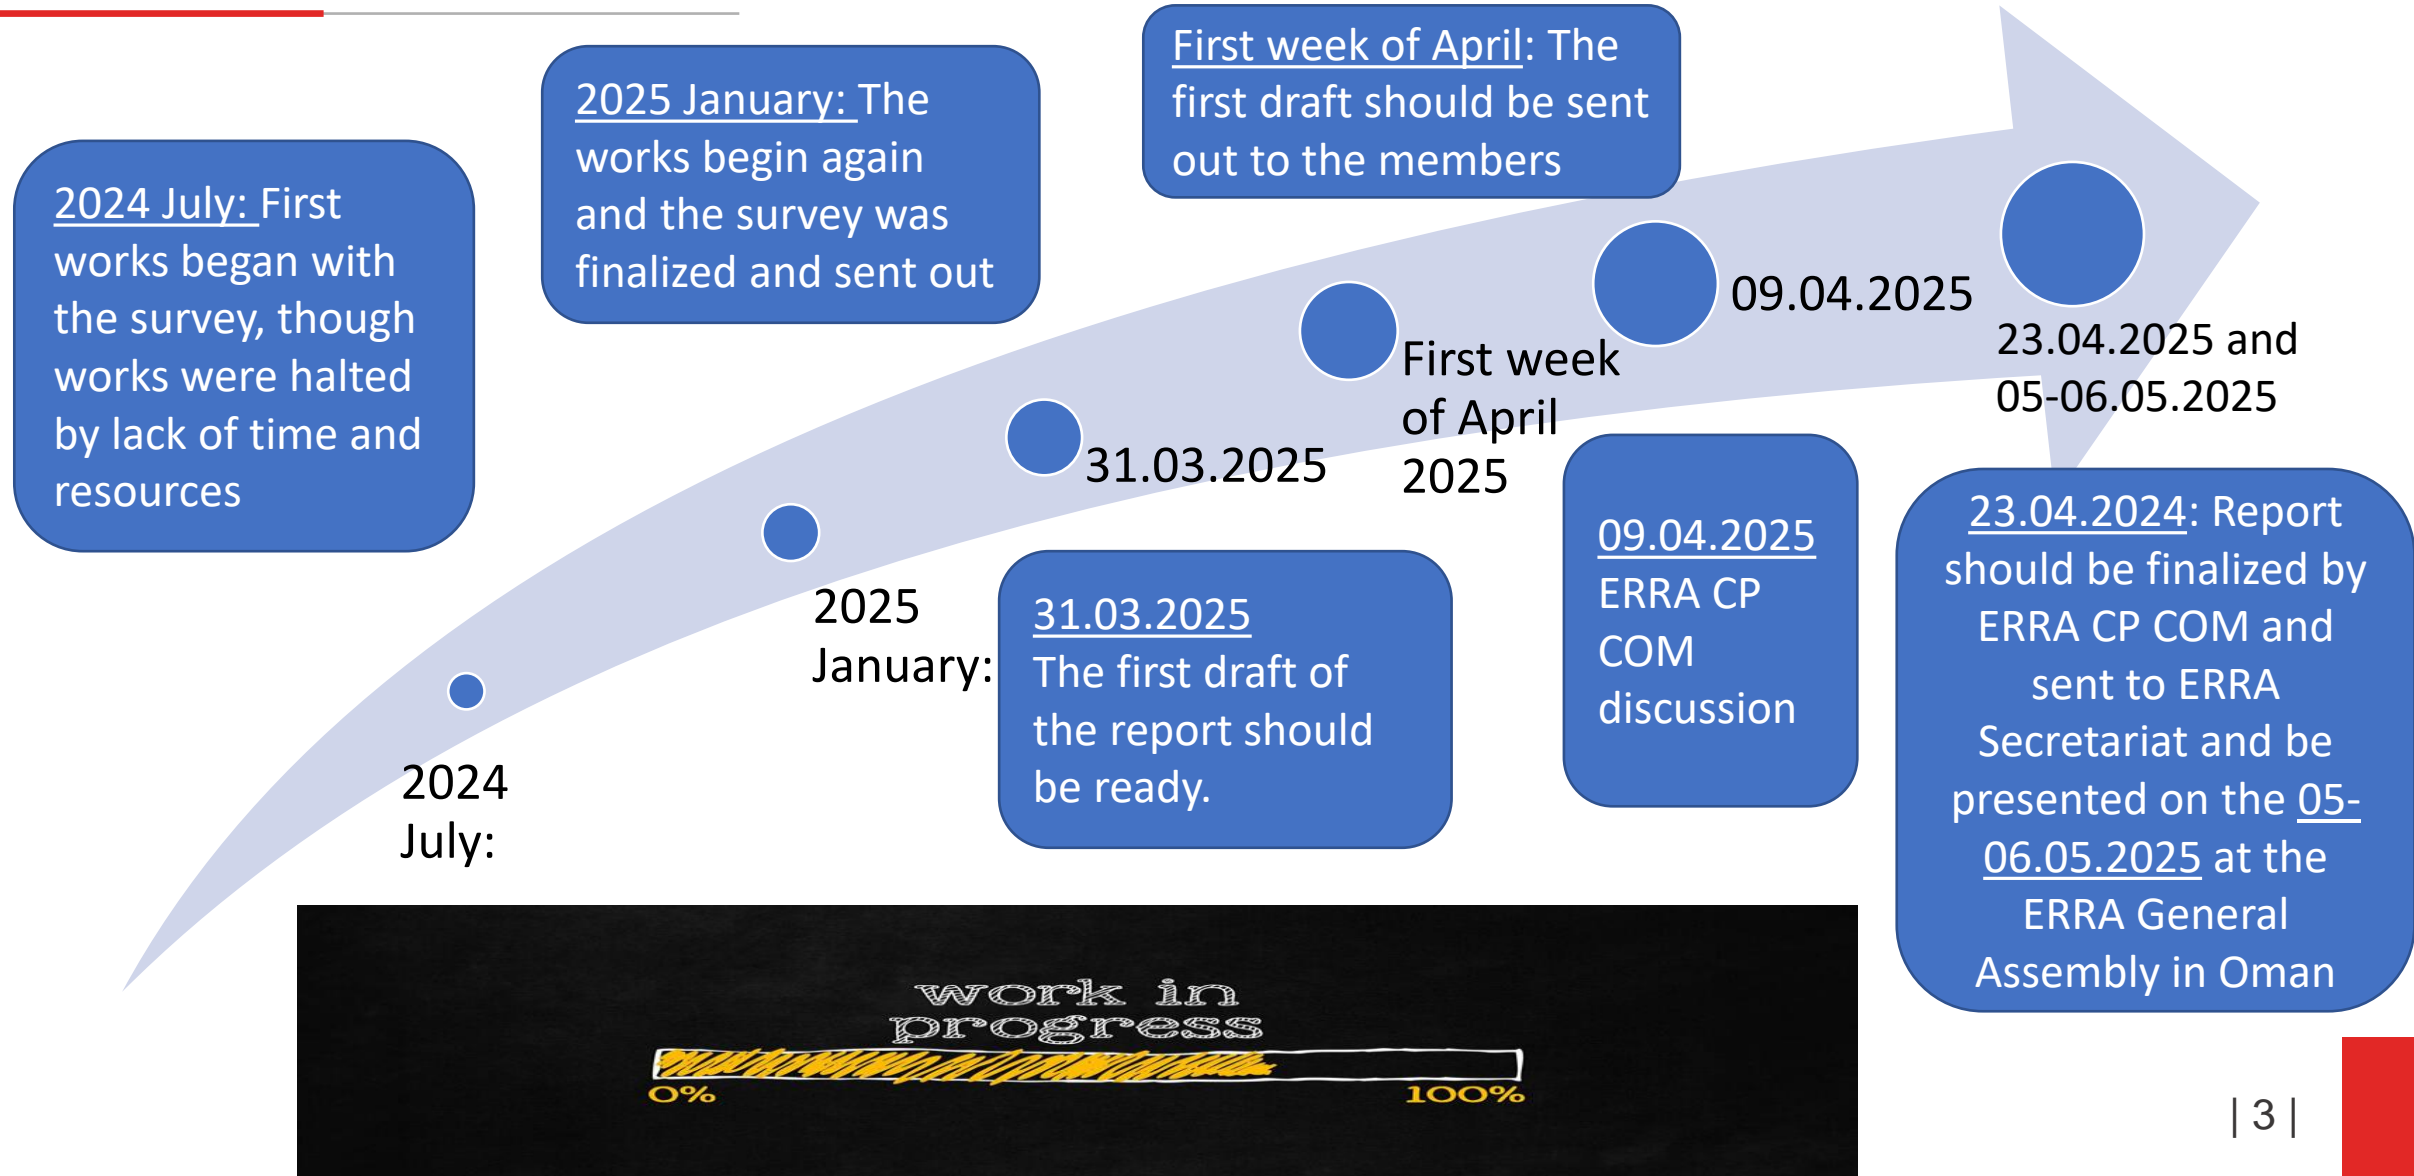 2024 July: First
works began with
the survey, though
works were halted
by lack of time and
resources
2025 January: The
works begin again
and the survey was
finalized and sent out
First week of April: The
first draft should be sent
out to the members
2024
July:
2025
January:
31.03.2025
First week
of April
2025
09.04.2025
23.04.2025 and
05-06.05.2025
31.03.2025
The first draft of
the report should
be ready.
09.04.2025
ERRA CP
COM
discussion
23.04.2024: Report
should be finalized by
ERRA CP COM and
sent to ERRA
Secretariat and be
presented on the 05-
06.05.2025 at the
ERRA General
Assembly in Oman
work in
progress
0%
100%
| 3 |